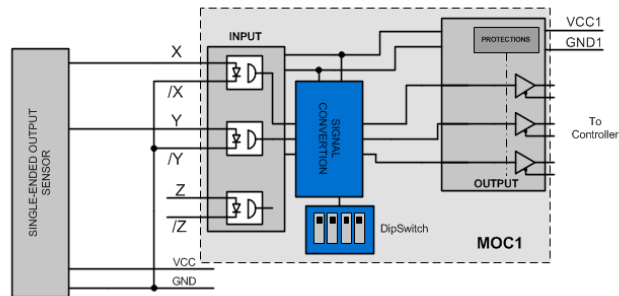 VCC1
GND1
INPUT
PROTECTIONS
X
/X
Y
/Y
Z
/Z
SINGLE-ENDED OUTPUT
SENSOR
SIGNAL
CONVERTION
To
Controller
OUTPUT
DipSwitch
MOC1
VCC
GND